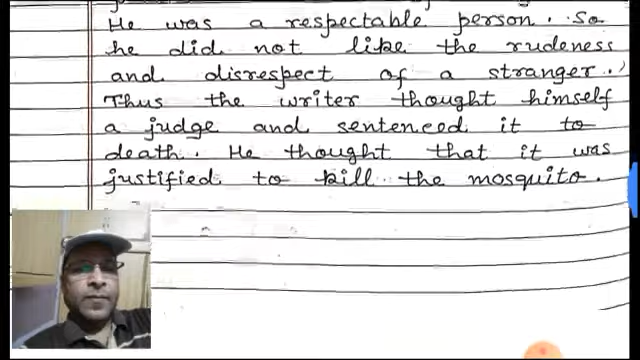 He was a respectable person. So
he did not like the rudeness
and disrespect of a stranger.
Thus the writer thought himself
a judge and sentenced it to
death. He thought that it was
justified to kill the mosquito.